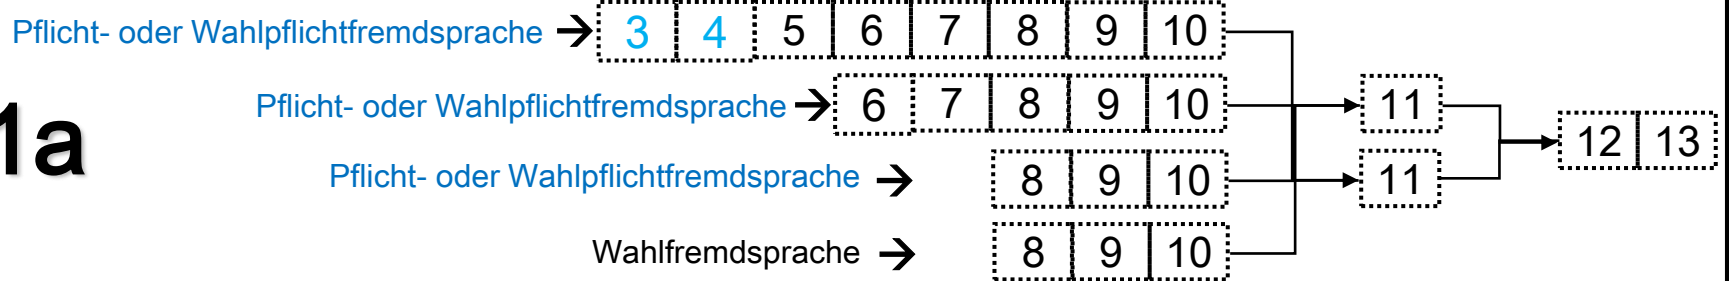 Pflicht- oder Wahlpflichtfremdsprache → 3 4 5 6 7 8 9 10
Pflicht- oder Wahlpflichtfremdsprache → 6 7 8 9 10 11
1a
12 13
Pflicht- oder Wahlpflichtfremdsprache → 8 9 10 11
Wahlfremdsprache → 8 9 10